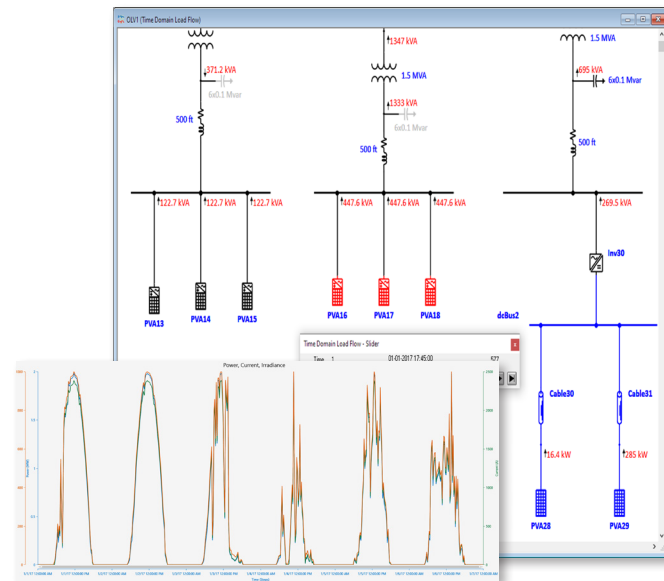 OLV1 (Time Domain Load Flow)
1347 kVA
1.5 MVA
371.2 kVA
1.5 MVA
695 kVA
6x0.1 Mvar
6x0.1 Mvar
1333 kVA
6x0.1 Mvar
500 ft
500 ft
500 ft
122.7 kVA
122.7 kVA
122.7 kVA
447.6 kVA
447.6 kVA
447.6 kVA
269.5 kVA
Inv30
PVA13
PVA14
PVA15
PVA16
PVA17
PVA18
dcBus2
Time Domain Load Flow - Slider
Time 1
01-01-2017 17:45:00
577
Cable30
Cable31
16.4 kW
285 kW
PVA28
PVA29
Power, Current, Irradiance